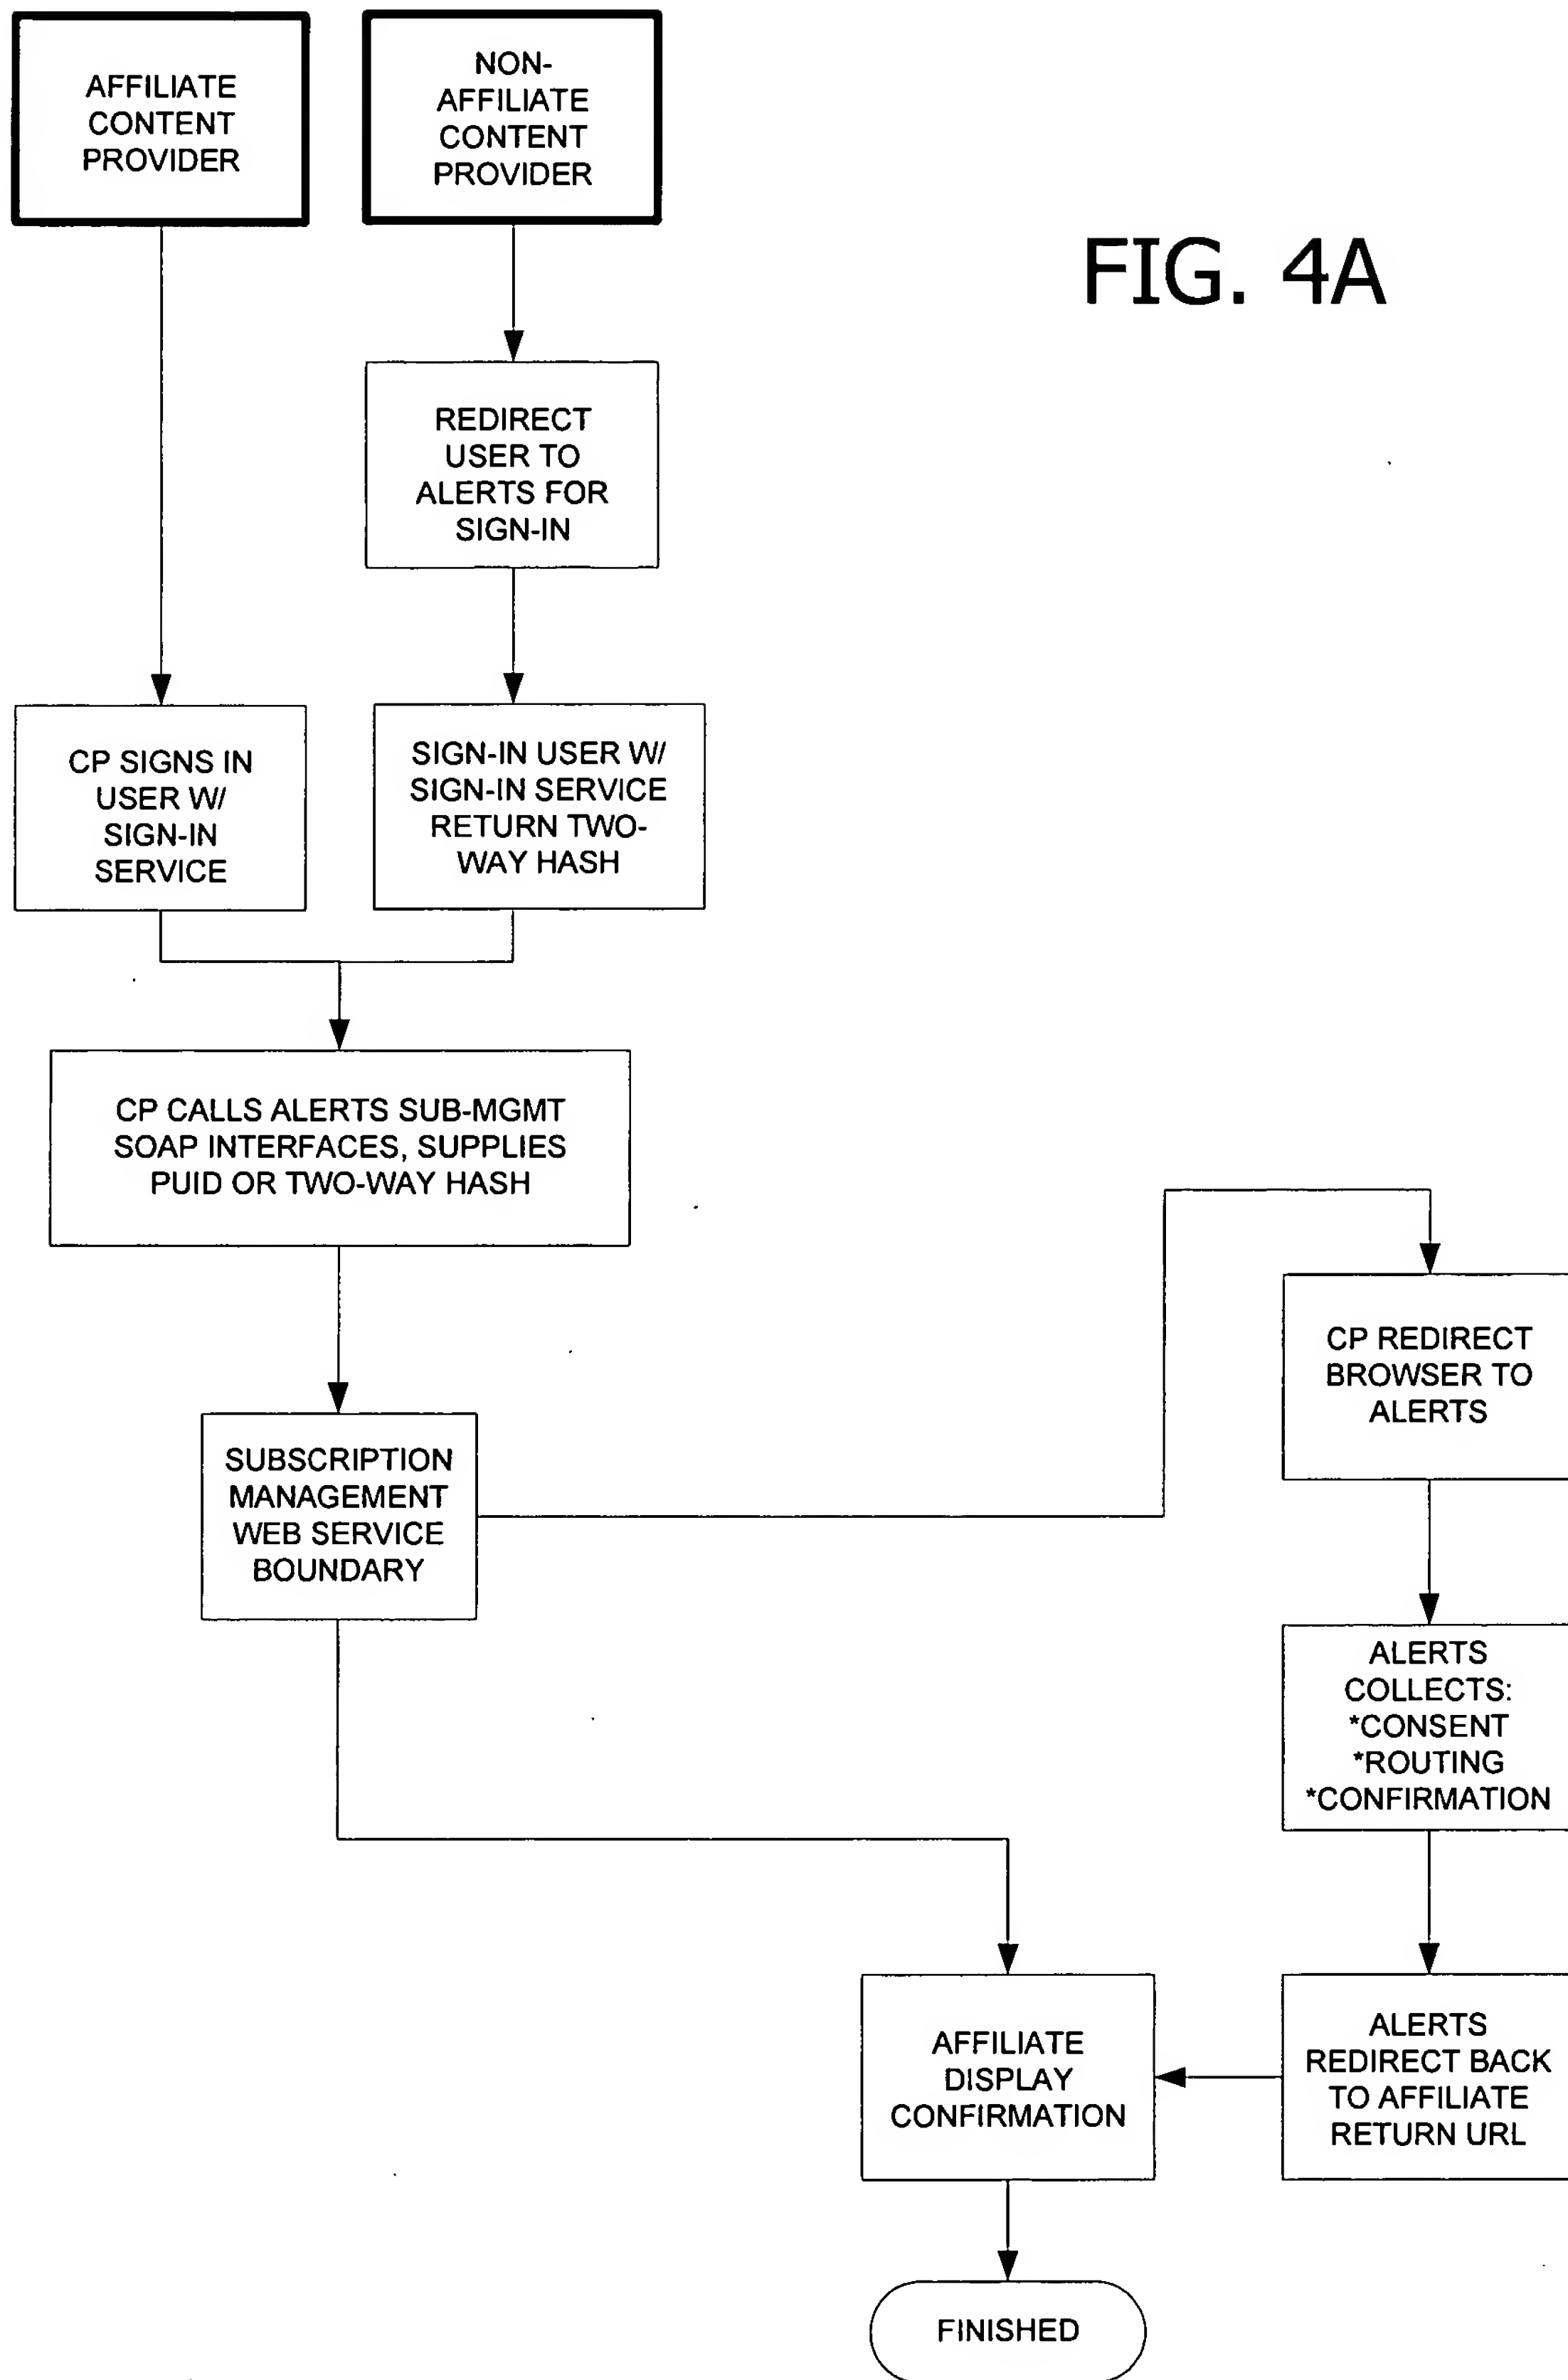 AFFILIATE
CONTENT
PROVIDER
NON-
AFFILIATE
CONTENT
PROVIDER
FIG. 4A
REDIRECT
USER TO
ALERTS FOR
SIGN-IN
CP SIGNS IN
USER W/
SIGN-IN
SERVICE
SIGN-IN USER W/
SIGN-IN SERVICE
RETURN TWO-
WAY HASH
CP CALLS ALERTS SUB-MGMT
SOAP INTERFACES, SUPPLIES
PUID OR TWO-WAY HASH
CP REDIRECT
BROWSER TO
ALERTS
SUBSCRIPTION
MANAGEMENT
WEB SERVICE
BOUNDARY
ALERTS
COLLECTS:
*CONSENT
*ROUTING
*CONFIRMATION
AFFILIATE
DISPLAY
CONFIRMATION
ALERTS
REDIRECT BACK
TO AFFILIATE
RETURN URL
FINISHED